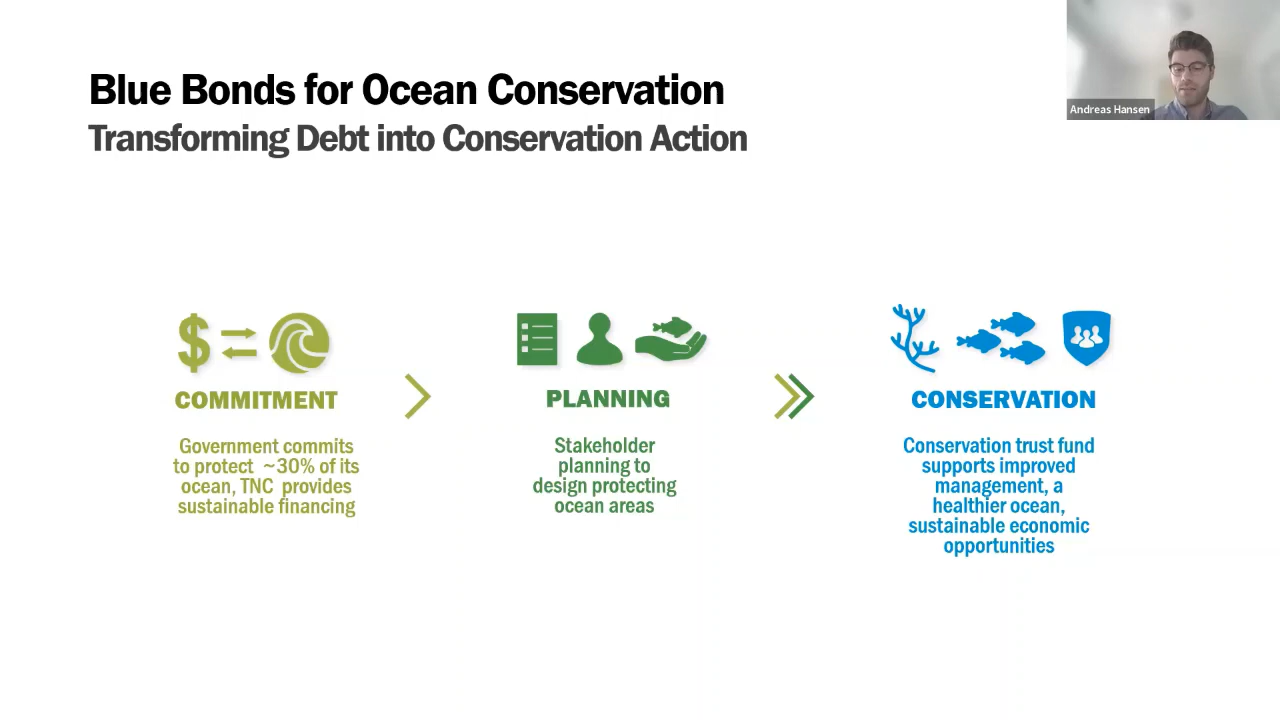 Blue Bonds for Ocean Conservation
Transforming Debt into Conservation Action
Andreas Hansen
COMMITMENT
Government commits
to protect ~30% of its
ocean, TNC provides
sustainable financing
PLANNING
Stakeholder
planning to
design protecting
ocean areas
CONSERVATION
Conservation trust fund
supports improved
management, a
healthier ocean,
sustainable economic
opportunities